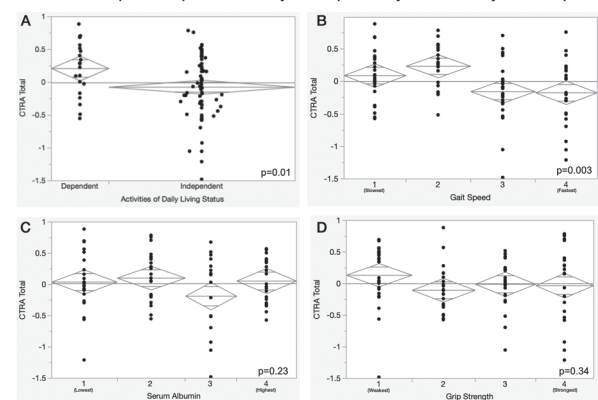 A
CTRA Total
1
0.5
0
-0.5
-1
-1.5
p=0.01
Dependent
Independent
Activities of Daily Living Status
B
CTRA Total
1
0.5
0
-0.5
-1
-1.5
p=0.003
1 2 3 4
(Slowest) (Fastest)
Gait Speed
C
CTRA Total
1
0.5
0
-0.5
-1
-1.5
p=0.23
1 2 3 4
(Lowest) (Highest)
Serum Albumin
D
CTRA Total
1
0.5
0
-0.5
-1
-1.5
p=0.34
1 2 3 4
(Weakest) (Strongest)
Grip Strength